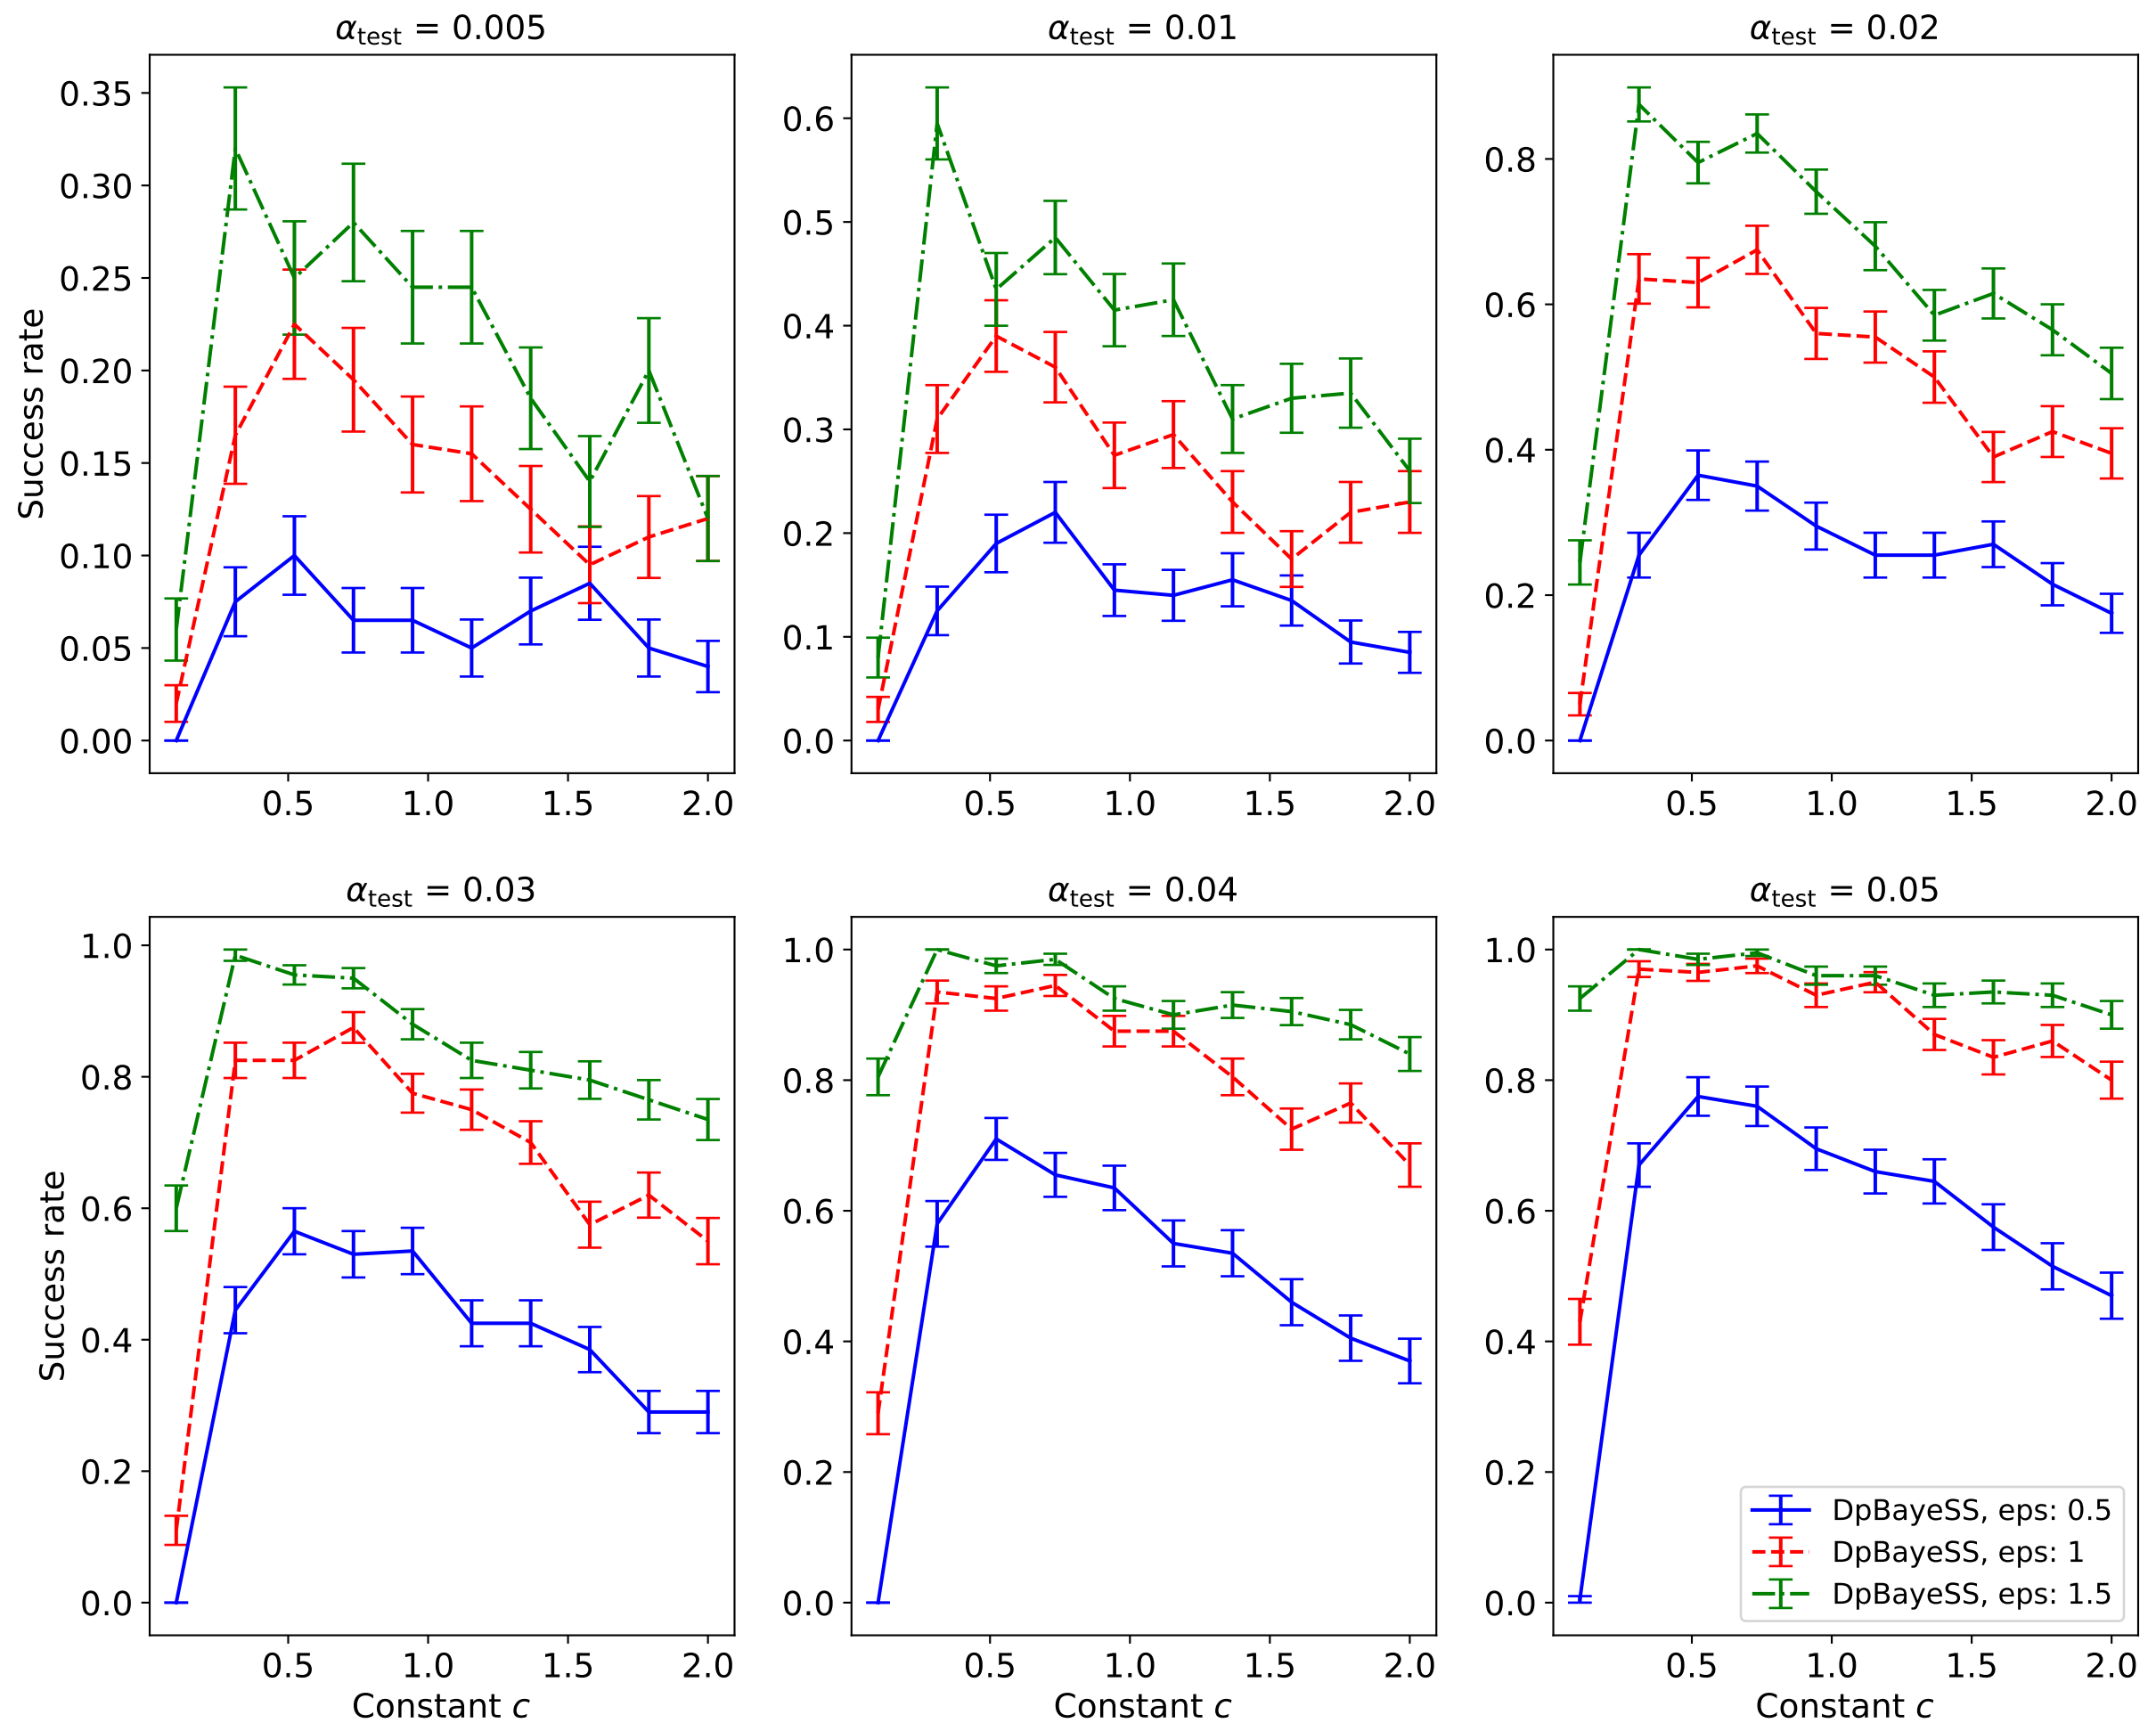 α_test = 0.005
α_test = 0.01
α_test = 0.02
Success rate
0.35
0.30
0.25
0.20
0.15
0.10
0.05
0.00
0.5 1.0 1.5 2.0
0.6
0.5
0.4
0.3
0.2
0.1
0.0
0.5 1.0 1.5 2.0
0.8
0.6
0.4
0.2
0.0
0.5 1.0 1.5 2.0
α_test = 0.03
α_test = 0.04
α_test = 0.05
Success rate
1.0
0.8
0.6
0.4
0.2
0.0
0.5 1.0 1.5 2.0
Constant c
1.0
0.8
0.6
0.4
0.2
0.0
0.5 1.0 1.5 2.0
Constant c
1.0
0.8
0.6
0.4
0.2
0.0
DpBayeSS, eps: 0.5
DpBayeSS, eps: 1
DpBayeSS, eps: 1.5
0.5 1.0 1.5 2.0
Constant c